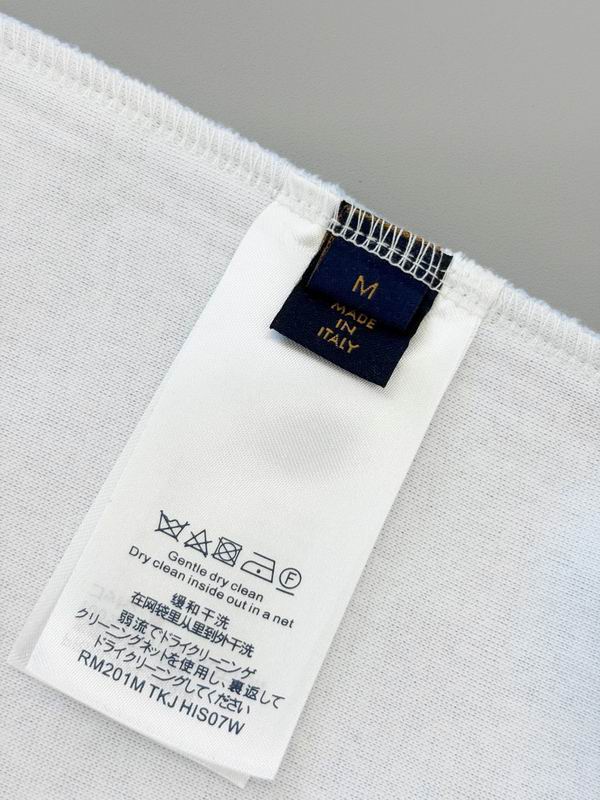 M
MADE
IN
ITALY
F
Gentle dry clean
Dry clean inside out in a net
缓和干洗
在网袋里从里到外干洗
弱流でドライクリーニング
クリーニングネットを使用し、裏返して
ドライクリーニングしてください
RM201M TKJ HIS07W